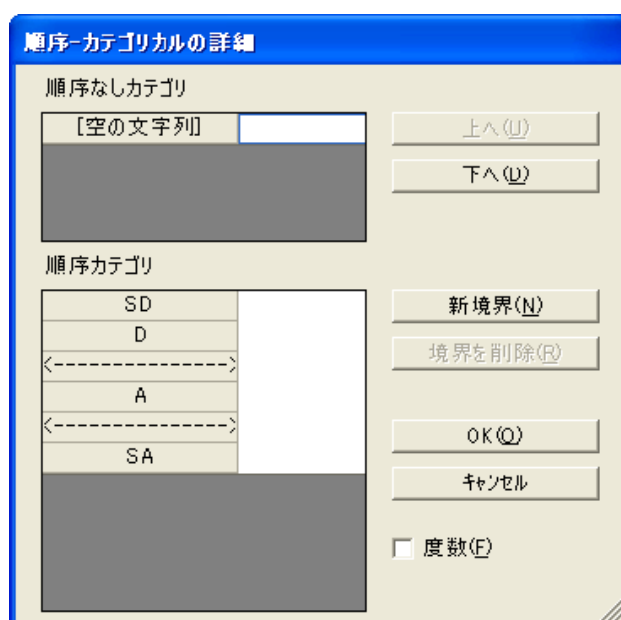 順序-カテゴリカルの詳細
順序なしカテゴリ
[空の文字列]
上へ(U)
下へ(D)
順序カテゴリ
SD
D
<--------------->
A
<--------------->
SA
新境界(N)
境界を削除(R)
OK(O)
キャンセル
度数(F)